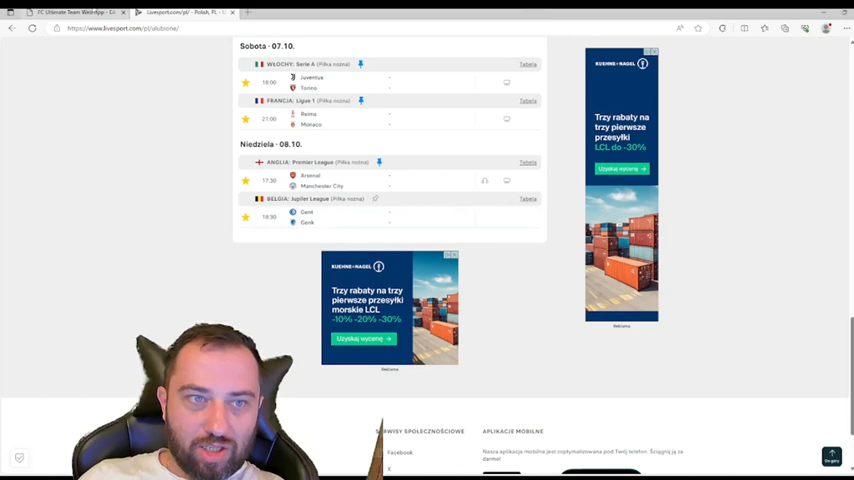 FC Ultimate Team Web App - EA
Livesport.com/pl/ - Polish, PL -
https://www.livesport.com/pl/ulubione/
Sobota · 07.10.
WŁOCHY: Serie A (Piłka nożna)
Tabela
18:00
Juventus
-
Torino
-
FRANCJA: Ligue 1 (Piłka nożna)
Tabela
21:00
Reims
-
Monaco
-
Niedziela · 08.10.
ANGLIA: Premier League (Piłka nożna)
Tabela
17:30
Arsenal
-
Manchester City
-
BELGIA: Jupiler League (Piłka nożna)
Tabela
18:30
Gent
-
Genk
-
KUEHNE+NAGEL
Trzy rabaty na trzy
pierwsze przesyłki
morskie LCL
-10% -20% -30%
Uzyskaj wycenę →
Reklama
KUEHNE+NAGEL
Trzy rabaty na
trzy pierwsze
przesyłki
LCL do -30%
Uzyskaj wycenę →
Reklama
SERWISY SPOŁECZNOŚCIOWE
Facebook
X
APLIKACJE MOBILNE
Nasza aplikacja mobilna jest zoptymalizowana pod Twój telefon. Ściągnij ją za
darmo!
Do góry